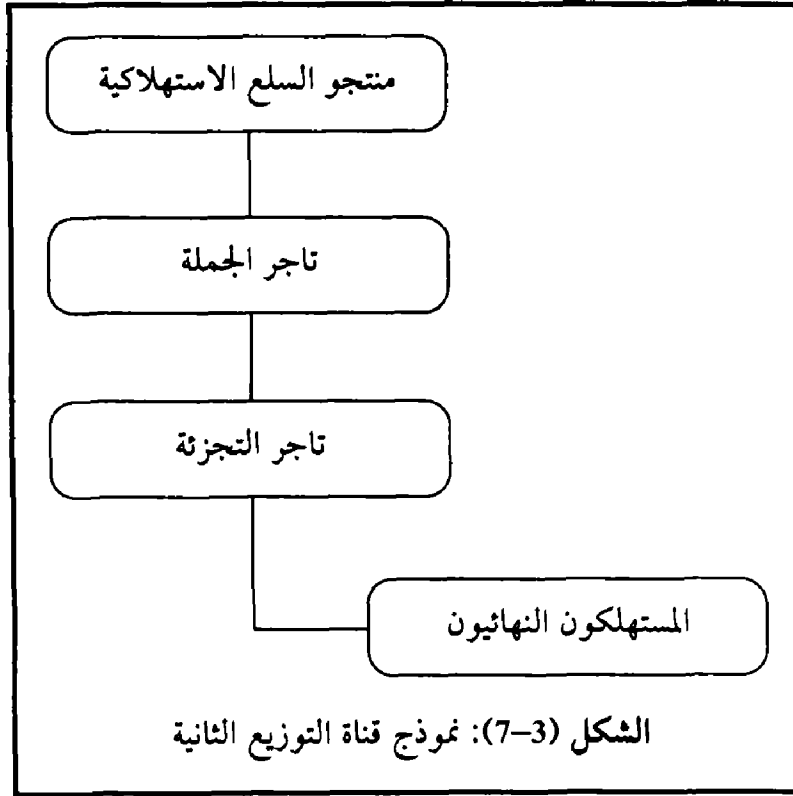 منتجو السلع الاستهلاكية
تاجر الجملة
تاجر التجزئة
المستهلكون النهائيون
الشكل (3–7): نموذج قناة التوزيع الثانية